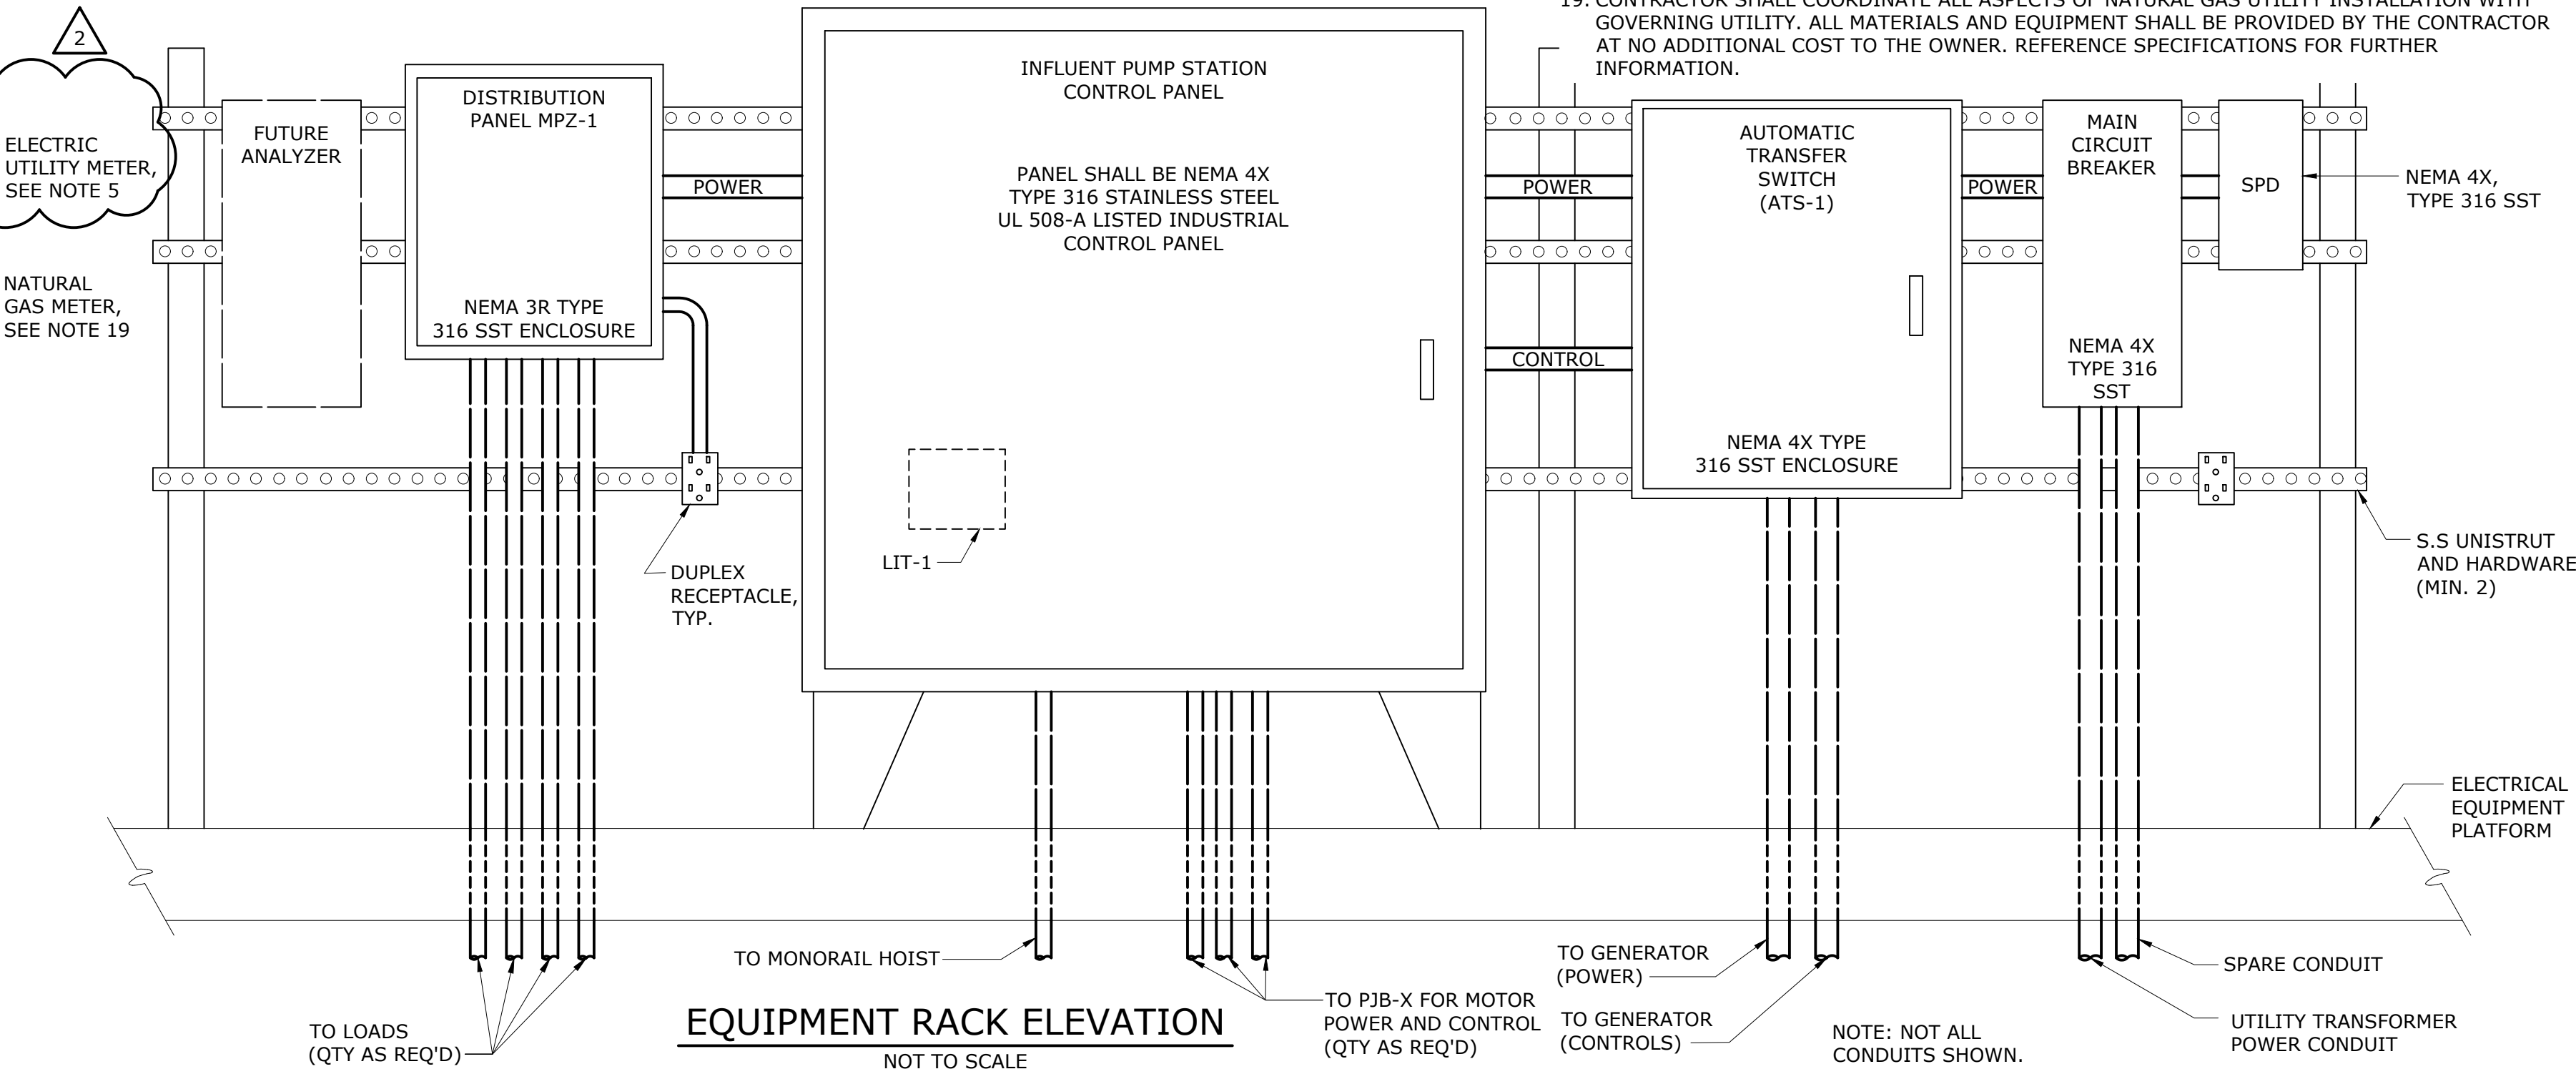 19. CONTRACTOR SHALL COORDINATE ALL ASPECTS OF NATURAL GAS UTILITY INSTALLATION WITH
GOVERNING UTILITY. ALL MATERIALS AND EQUIPMENT SHALL BE PROVIDED BY THE CONTRACTOR
AT NO ADDITIONAL COST TO THE OWNER. REFERENCE SPECIFICATIONS FOR FURTHER
INFORMATION.
2
ELECTRIC
UTILITY METER,
SEE NOTE 5
NATURAL
GAS METER,
SEE NOTE 19
FUTURE
ANALYZER
DISTRIBUTION
PANEL MPZ-1
NEMA 3R TYPE
316 SST ENCLOSURE
POWER
INFLUENT PUMP STATION
CONTROL PANEL
PANEL SHALL BE NEMA 4X
TYPE 316 STAINLESS STEEL
UL 508-A LISTED INDUSTRIAL
CONTROL PANEL
LIT-1
DUPLEX
RECEPTACLE,
TYP.
POWER
CONTROL
AUTOMATIC
TRANSFER
SWITCH
(ATS-1)
NEMA 4X TYPE
316 SST ENCLOSURE
POWER
MAIN
CIRCUIT
BREAKER
NEMA 4X
TYPE 316
SST
SPD
NEMA 4X,
TYPE 316 SST
S.S UNISTRUT
AND HARDWARE
(MIN. 2)
ELECTRICAL
EQUIPMENT
PLATFORM
TO LOADS
(QTY AS REQ'D)
TO MONORAIL HOIST
TO PJB-X FOR MOTOR
POWER AND CONTROL
(QTY AS REQ'D)
TO GENERATOR
(POWER)
TO GENERATOR
(CONTROLS)
SPARE CONDUIT
UTILITY TRANSFORMER
POWER CONDUIT
NOTE: NOT ALL
CONDUITS SHOWN.
EQUIPMENT RACK ELEVATION
NOT TO SCALE